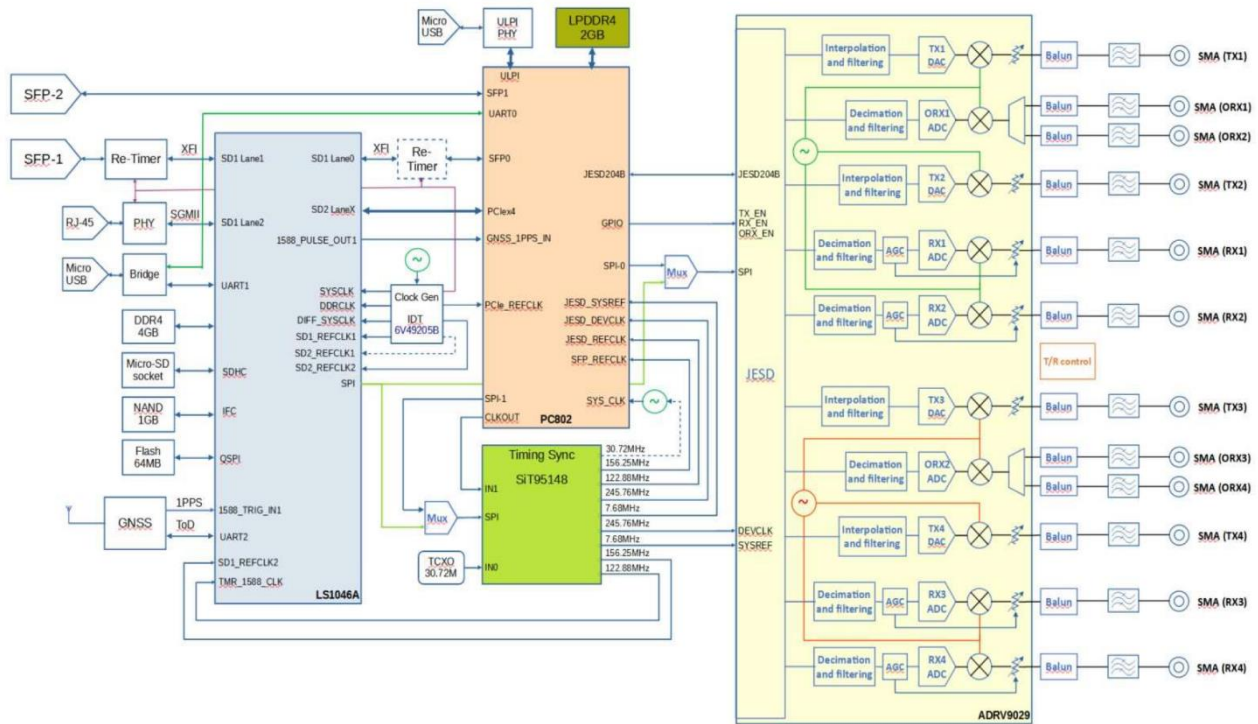 Micro
USB
ULPI
PHY
LPDDR4
2GB
SFP-2
SFP-1
Re-Timer
XFI
RJ-45
PHY
SGMII
Micro
USB
Bridge
DDR4
4GB
Micro-SD
socket
NAND
1GB
Flash
64MB
GNSS
1PPS
ToD
SD1 Lane1
SD1 Lane2
UART1
SDHC
IFC
QSPI
1588_TRIG_IN1
UART2
SD1_REFCLK2
TMR_1588_CLK
SD1 Lane0
SD2 LaneX
1588_PULSE_OUT1
SYSCLK
DDRCLK
DIFF_SYSCLK
SD1_REFCLK1
SD2_REFCLK1
SD2_REFCLK2
SPI
LS1046A
XFI
Re-
Timer
~
Clock Gen
IDT
6V49205B
ULPI
SFP1
UART0
SFP0
PCIex4
GNSS_1PPS_IN
PCIe_REFCLK
SPI-1
CLKOUT
JESD204B
GPIO
SPI-0
JESD_SYSREF
JESD_DEVCLK
JESD_REFCLK
SFP_REFCLK
SYS_CLK
PC802
~
Mux
Mux
TCXO
30.72M
Timing Sync
SiT95148
IN1
SPI
IN0
30.72MHz
156.25MHz
122.88MHz
245.76MHz
7.68MHz
245.76MHz
7.68MHz
156.25MHz
122.88MHz
JESD204B
TX_EN
RX_EN
ORX_EN
SPI
JESD
DEVCLK
SYSREF
Interpolation
and filtering
TX1
DAC
Balun
SMA (TX1)
Decimation
and filtering
ORX1
ADC
Balun
SMA (ORX1)
Balun
SMA (ORX2)
~
Interpolation
and filtering
TX2
DAC
Balun
SMA (TX2)
Decimation
and filtering
AGC
RX1
ADC
Balun
SMA (RX1)
Decimation
and filtering
AGC
RX2
ADC
Balun
SMA (RX2)
T/R control
Interpolation
and filtering
TX3
DAC
Balun
SMA (TX3)
Decimation
and filtering
ORX2
ADC
Balun
SMA (ORX3)
Balun
SMA (ORX4)
~
Interpolation
and filtering
TX4
DAC
Balun
SMA (TX4)
Decimation
and filtering
AGC
RX3
ADC
Balun
SMA (RX3)
Decimation
and filtering
AGC
RX4
ADC
Balun
SMA (RX4)
ADRV9029